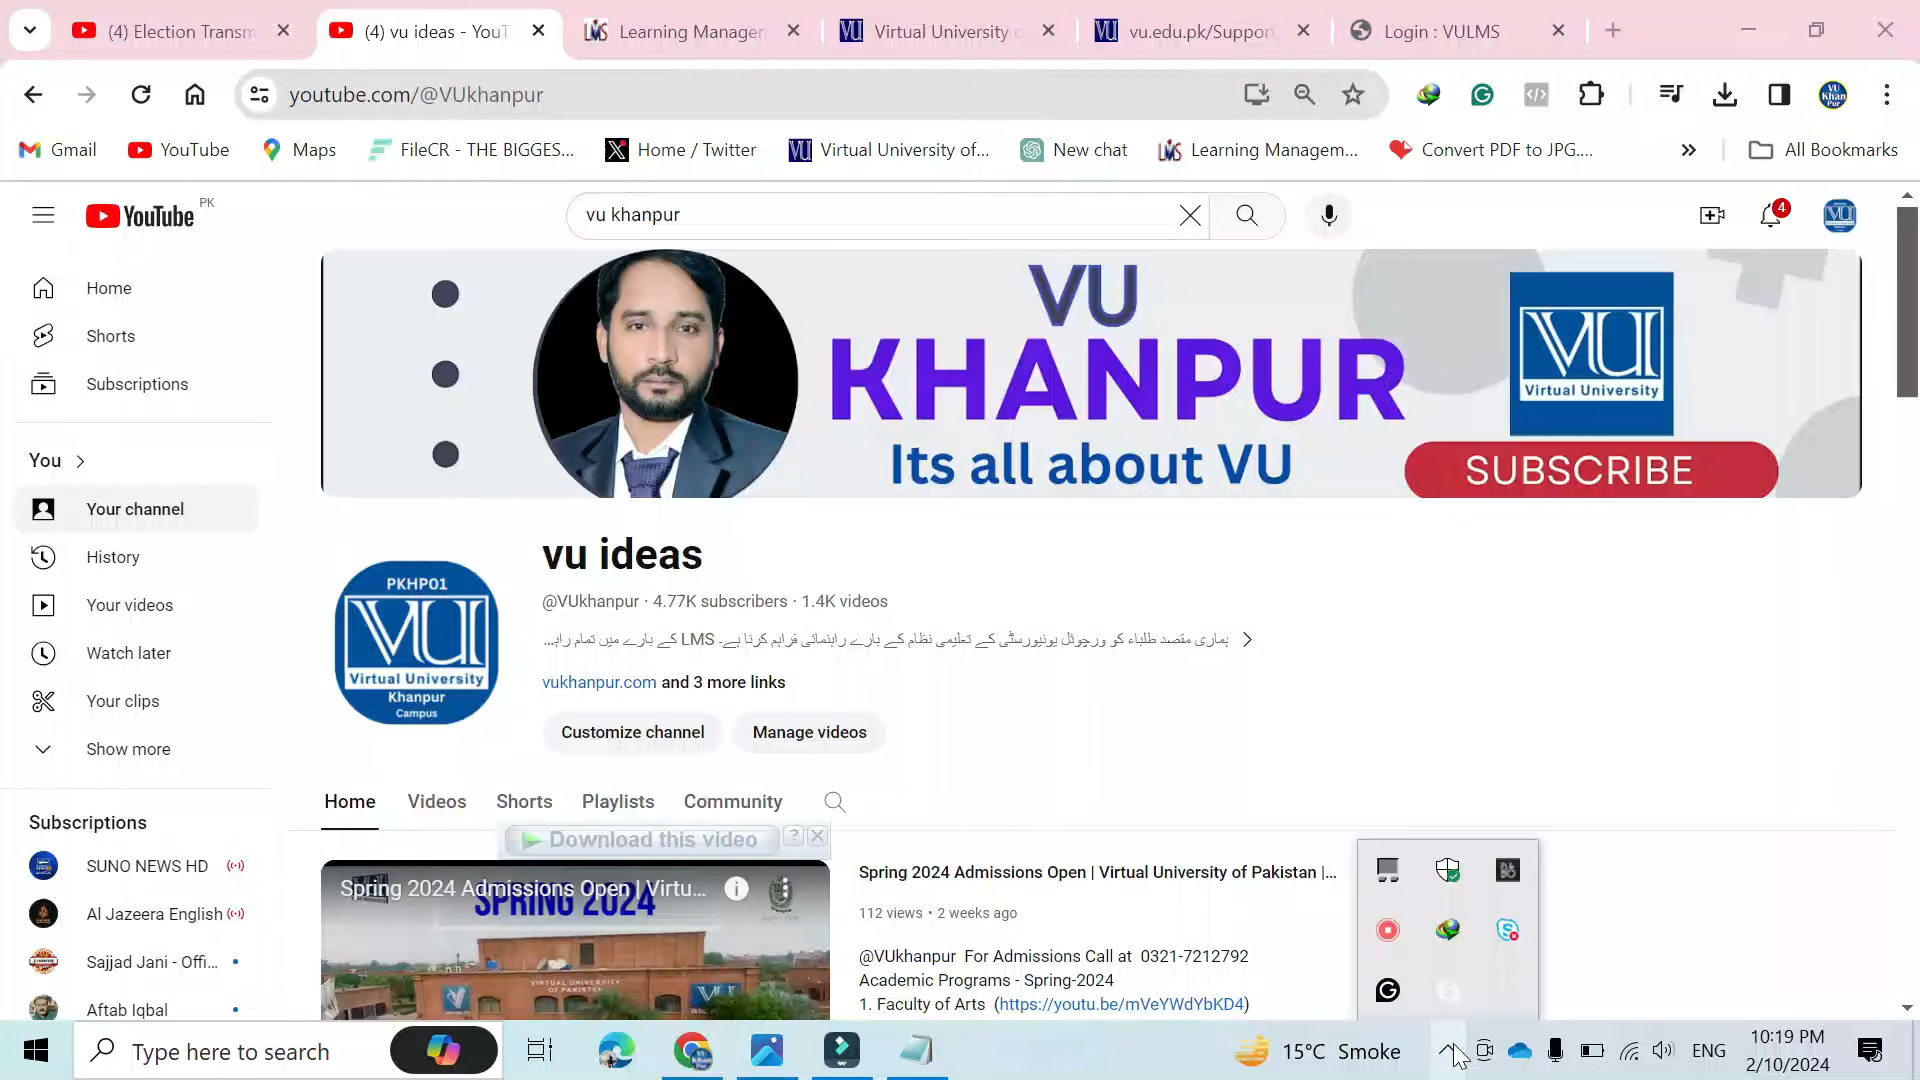 (4) Election Transm
(4) vu ideas - YouT
Learning Manager
Virtual University o
vu.edu.pk/Suppor
Login : VULMS
youtube.com/@VUkhanpur
Gmail
YouTube
Maps
FileCR - THE BIGGES...
Home / Twitter
Virtual University of...
New chat
Learning Managem...
Convert PDF to JPG....
All Bookmarks
YouTube PK
vu khanpur
4
Home
Shorts
Subscriptions
You
Your channel
History
Your videos
Watch later
Your clips
Show more
Subscriptions
SUNO NEWS HD
Al Jazeera English
Sajjad Jani - Offi...
Aftab Iqbal
VU
KHANPUR
Its all about VU
VU
Virtual University
SUBSCRIBE
PKHP01
VU
Virtual University
Khanpur
Campus
vu ideas
@VUkhanpur · 4.77K subscribers · 1.4K videos
ہماری مقصد طلباء کو ورچوئل یونیورسٹی کے تعلیمی نظام کے بارے راہنمائی فراہم کرنا ہے۔ LMS کے بارے میں تمام راہ...
vukhanpur.com and 3 more links
Customize channel
Manage videos
Home
Videos
Shorts
Playlists
Community
Download this video
?
Spring 2024 Admissions Open | Virtu...
SPRING 2024
VIRTUAL UNIVERSITY
OF PAKISTAN
VU
Spring 2024 Admissions Open | Virtual University of Pakistan |...
112 views • 2 weeks ago
@VUkhanpur For Admissions Call at 0321-7212792
Academic Programs - Spring-2024
1. Faculty of Arts (https://youtu.be/mVeYWdYbKD4)
Type here to search
15°C Smoke
ENG
10:19 PM
2/10/2024